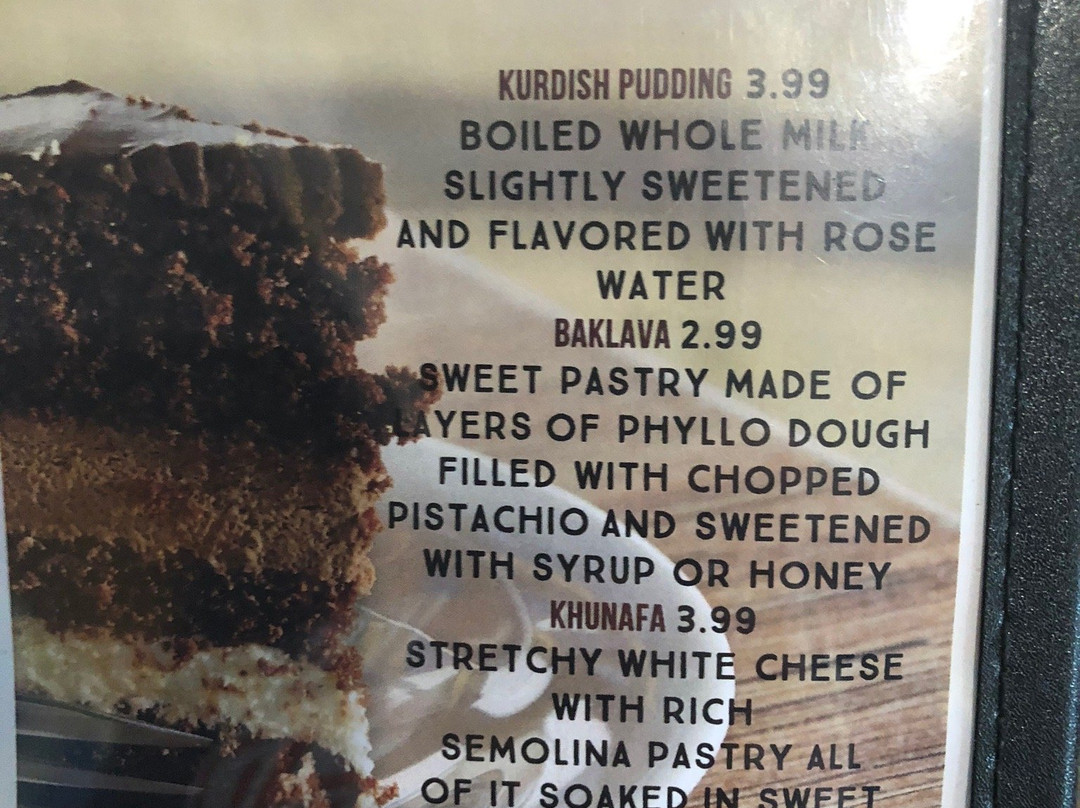 KURDISH PUDDING 3.99
BOILED WHOLE MILK
SLIGHTLY SWEETENED
AND FLAVORED WITH ROSE
WATER
BAKLAVA 2.99
SWEET PASTRY MADE OF
LAYERS OF PHYLLO DOUGH
FILLED WITH CHOPPED
PISTACHIO AND SWEETENED
WITH SYRUP OR HONEY
KHUNAFA 3.99
STRETCHY WHITE CHEESE
WITH RICH
SEMOLINA PASTRY ALL
OF IT SOAKED IN SWEET